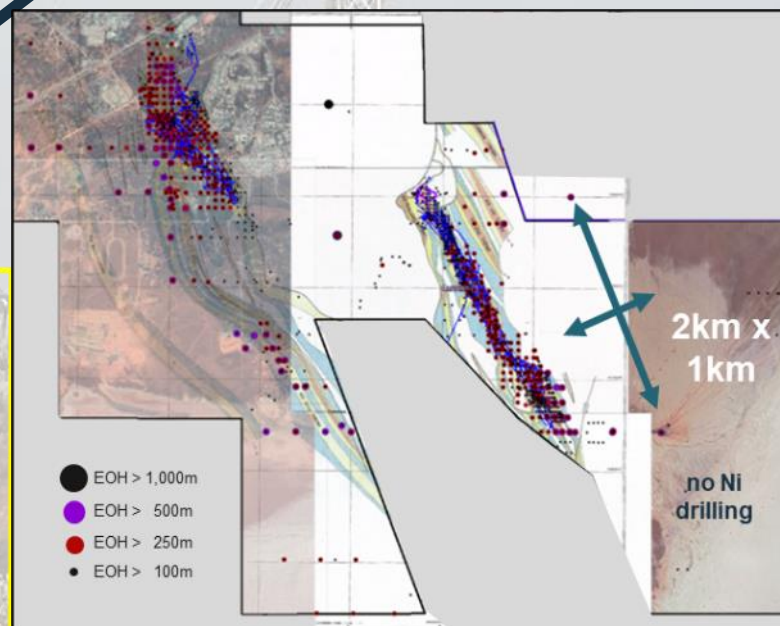 2km x
1km
no Ni
drilling
EOH > 1,000m
EOH > 500m
EOH > 250m
EOH > 100m